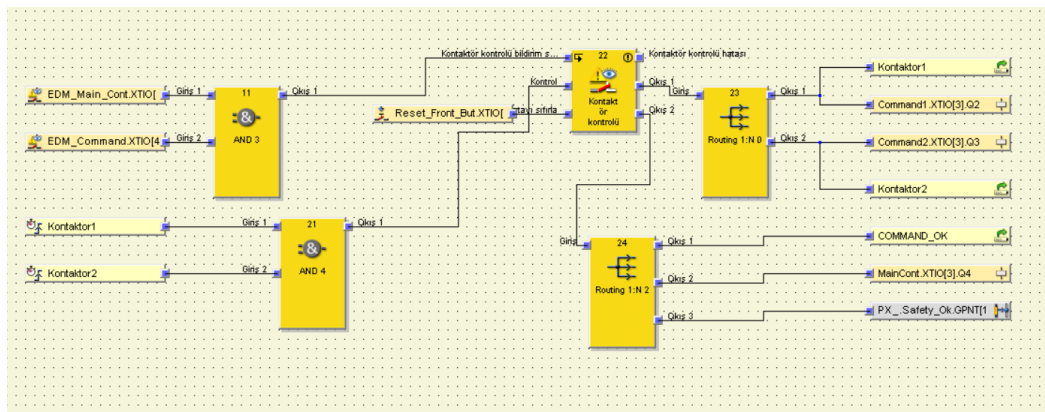 Kontaktör kontrolü bildirim s...
22
Kontaktör kontrolü hatası
EDM_Main_Cont.XTIO[
Giriş 1
11
Çıkış 1
AND 3
EDM_Command.XTIO[4
Giriş 2
Reset_Front_But.XTIO[
Kontrol
tayı sıfırla
Kontakt
ör
kontrolü
Çıkış 1
Çıkış 2
Giriş
23
Routing 1:N 0
Çıkış 1
Çıkış 2
Kontaktor1
Command1.XTIO[3].Q2
Command2.XTIO[3].Q3
Kontaktor2
Kontaktor1
Giriş 1
21
Çıkış 1
AND 4
Kontaktor2
Giriş 2
Giriş
24
Routing 1:N 2
Çıkış 1
Çıkış 2
Çıkış 3
COMMAND_OK
MainCont.XTIO[3].Q4
PX_.Safety_Ok.GPNT[1